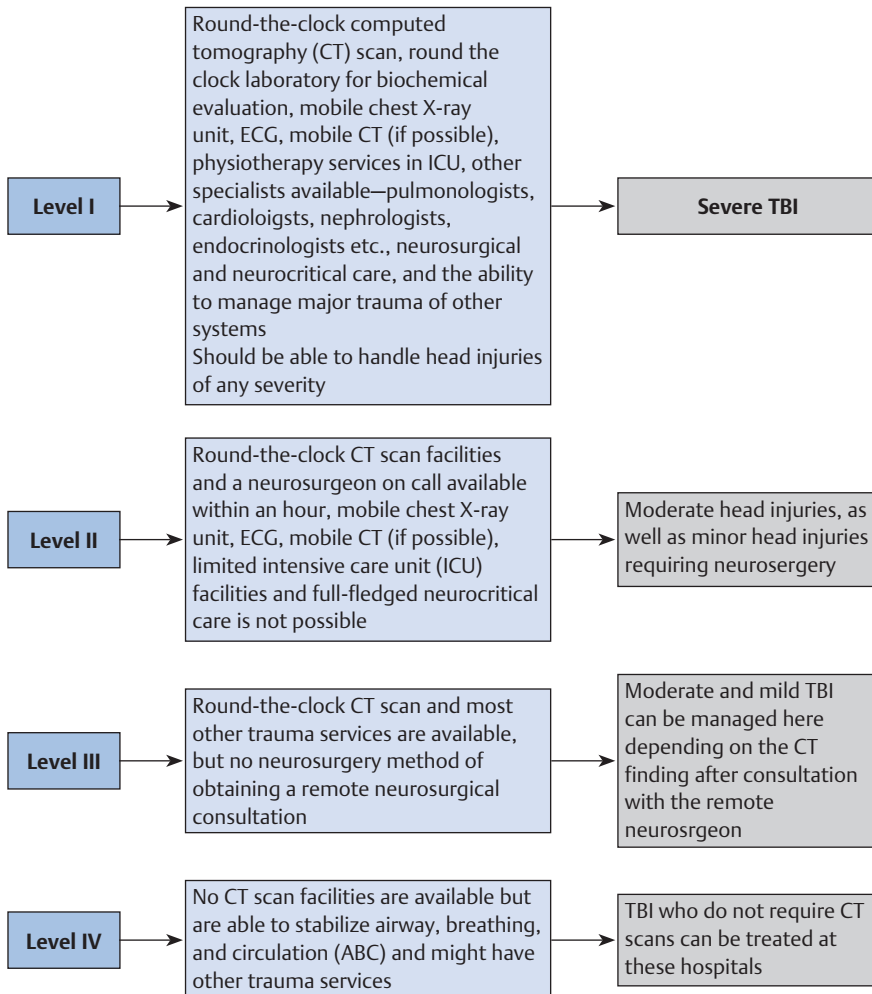 Level I
Round-the-clock computed
tomography (CT) scan, round the
clock laboratory for biochemical
evaluation, mobile chest X-ray
unit, ECG, mobile CT (if possible),
physiotherapy services in ICU, other
specialists available—pulmonologists,
cardioloigsts, nephrologists,
endocrinologists etc., neurosurgical
and neurocritical care, and the ability
to manage major trauma of other
systems
Should be able to handle head injuries
of any severity
Severe TBI
Level II
Round-the-clock CT scan facilities
and a neurosurgeon on call available
within an hour, mobile chest X-ray
unit, ECG, mobile CT (if possible),
limited intensive care unit (ICU)
facilities and full-fledged neurocritical
care is not possible
Moderate head injuries, as
well as minor head injuries
requiring neurosergery
Level III
Round-the-clock CT scan and most
other trauma services are available,
but no neurosurgery method of
obtaining a remote neurosurgical
consultation
Moderate and mild TBI
can be managed here
depending on the CT
finding after consultation
with the remote
neurosrgeon
Level IV
No CT scan facilities are available but
are able to stabilize airway, breathing,
and circulation (ABC) and might have
other trauma services
TBI who do not require CT
scans can be treated at
these hospitals